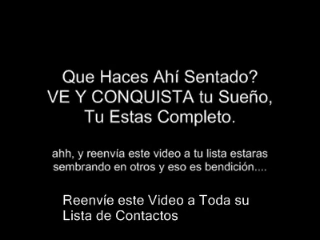 Que Haces Ahí Sentado?
VE Y CONQUISTA tu Sueño,
Tu Estas Completo.
ahh, y reenvía este video a tu lista estaras
sembrando en otros y eso es bendición....
Reenvíe este Video a Toda su
Lista de Contactos